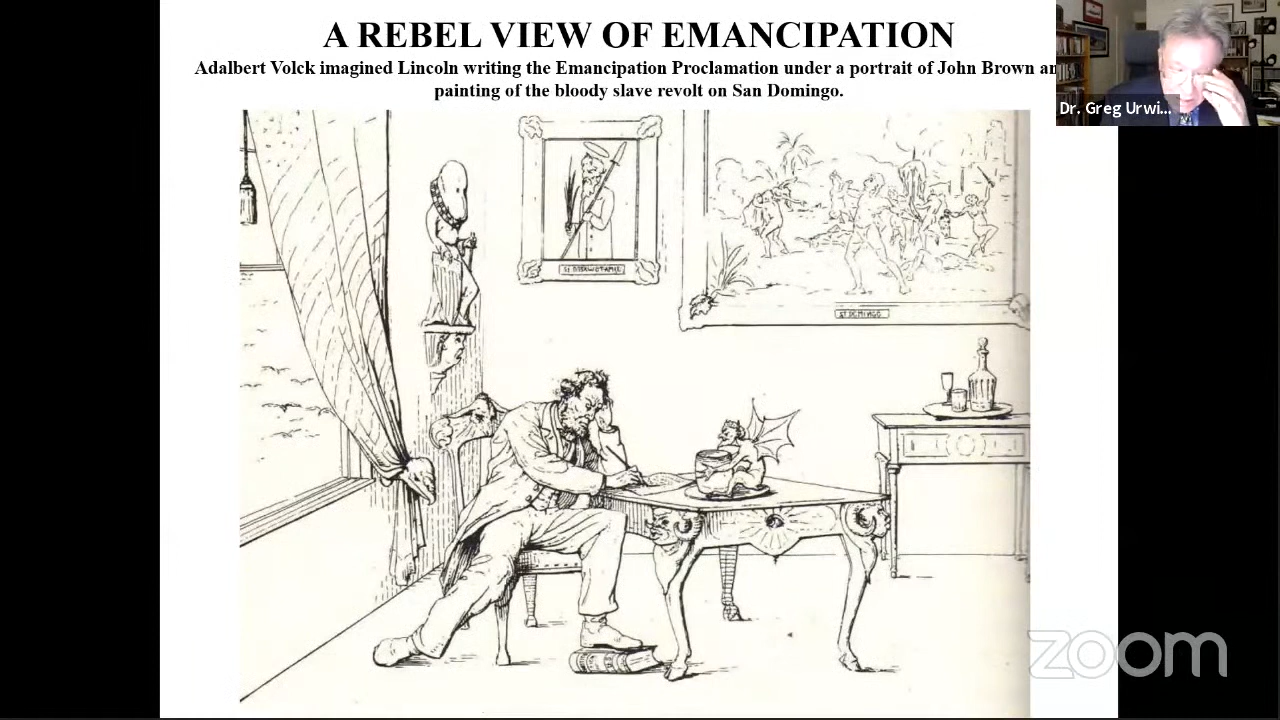 A REBEL VIEW OF EMANCIPATION
Adalbert Volck imagined Lincoln writing the Emancipation Proclamation under a portrait of John Brown an
painting of the bloody slave revolt on San Domingo.
Dr. Greg Urwi...
ST DOMINGO
zoom